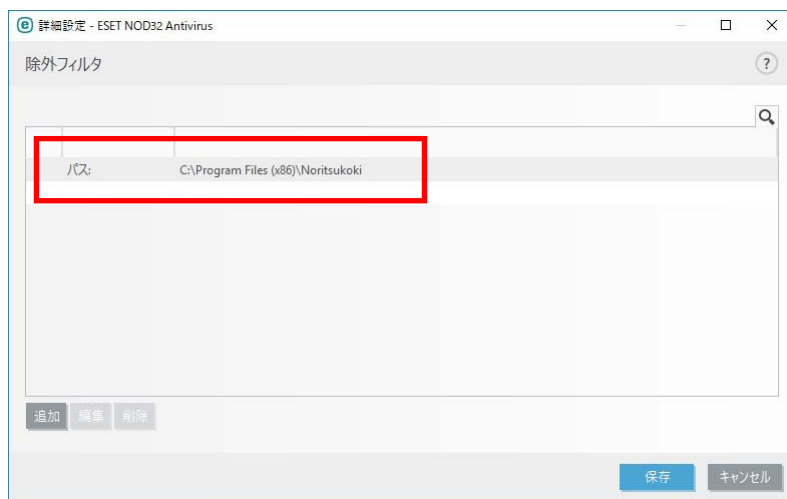 詳細設定 - ESET NOD32 Antivirus
除外フィルタ
?
パス: C:\Program Files (x86)\Noritsukoki
追加 編集 削除
保存 キャンセル